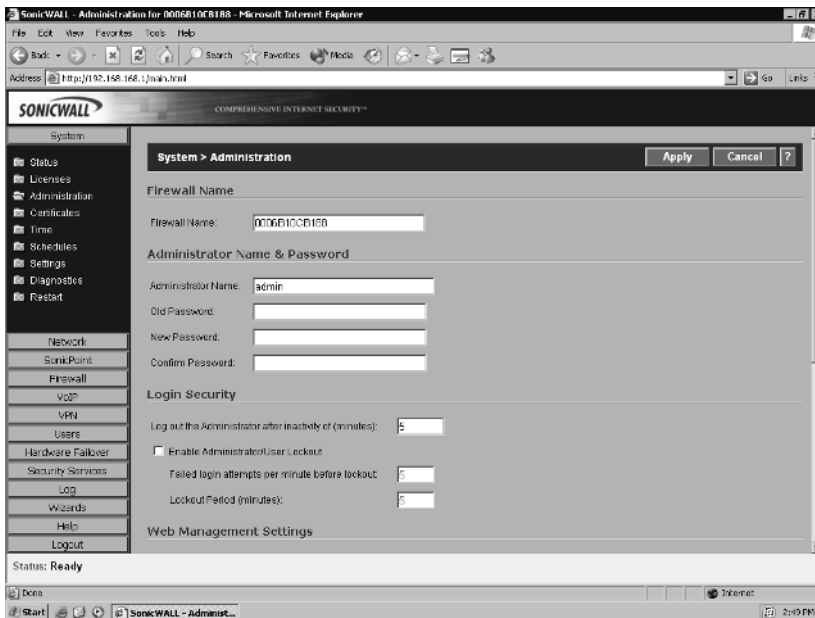 SonicWALL - Administration for 0006B10CB188 - Microsoft Internet Explorer
File Edit View Favorites Tools Help
Back Search Favorites Media
Address http://192.168.168.1/main.html Go Links
SONICWALL COMPREHENSIVE INTERNET SECURITY™
System
Status
Licenses
Administration
Certificates
Time
Schedules
Settings
Diagnostics
Restart
Network
SonicPoint
Firewall
VoIP
VPN
Users
Hardware Failover
Security Services
Log
Wizards
Help
Logout
System > Administration Apply Cancel ?
Firewall Name
Firewall Name: 0006B10CB188
Administrator Name & Password
Administrator Name: admin
Old Password:
New Password:
Confirm Password:
Login Security
Log out the Administrator after inactivity of (minutes): 5
Enable Administrator/User Lockout
Failed login attempts per minute before lockout: 5
Lockout Period (minutes): 5
Web Management Settings
Status: Ready
Done Internet
Start SonicWALL - Administ... 2:49 PM